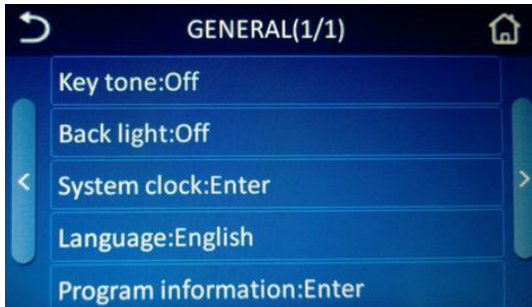 GENERAL(1/1)
Key tone:Off
Back light:Off
System clock:Enter
Language:English
Program information:Enter